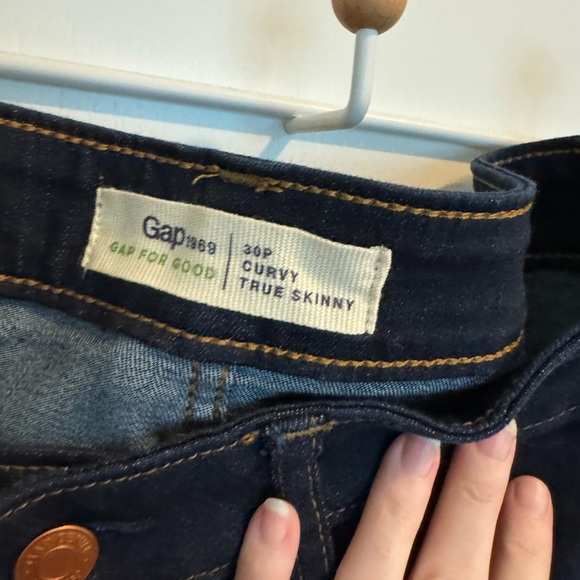 Gap1969
GAP FOR GOOD
30P
CURVY
TRUE SKINNY